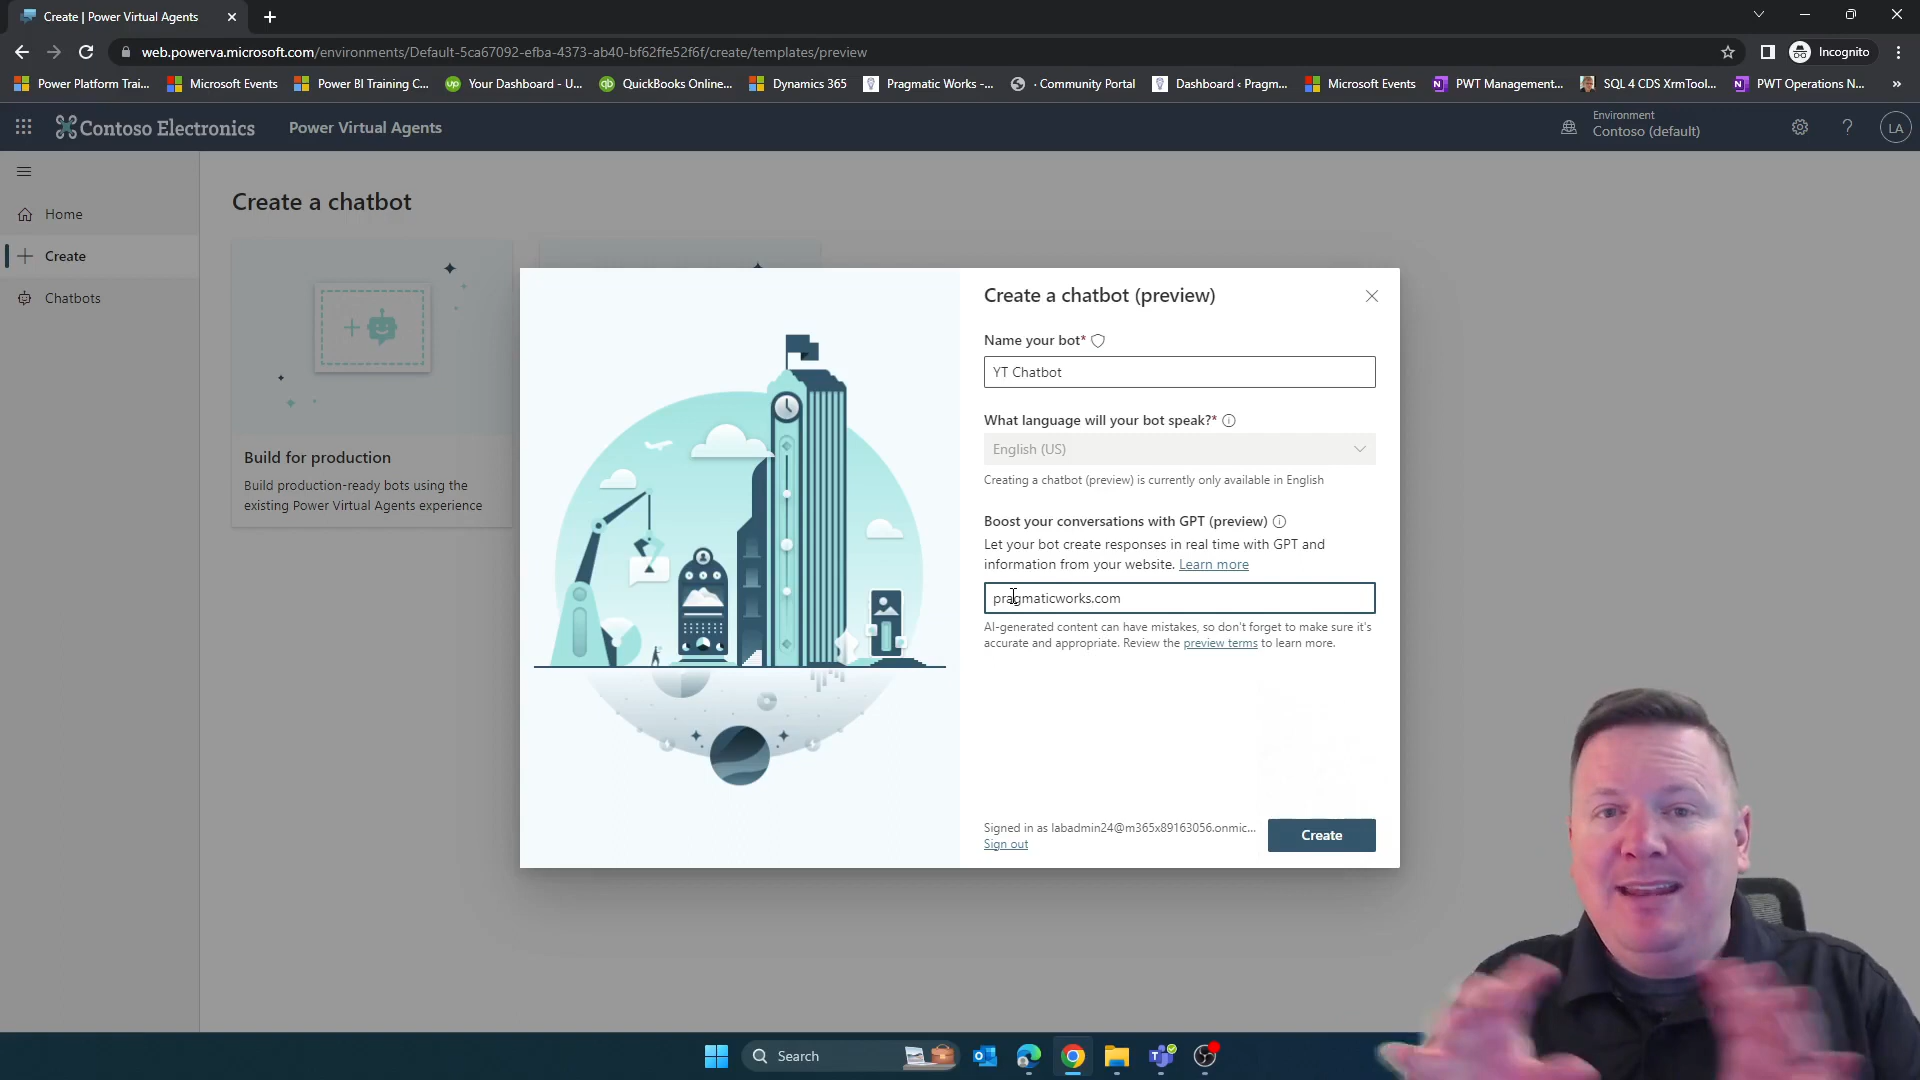 Create | Power Virtual Agents
web.powerva.microsoft.com/environments/Default-5ca67092-efba-4373-ab40-bf62ffe52f6f/create/templates/preview
Incognito
Power Platform Trai...
Microsoft Events
Power BI Training C...
Your Dashboard - U...
QuickBooks Online...
Dynamics 365
Pragmatic Works -...
· Community Portal
Dashboard ‹ Pragm...
Microsoft Events
PWT Management...
SQL 4 CDS XrmTool...
PWT Operations N...
»
Contoso Electronics
Power Virtual Agents
Environment
Contoso (default)
?
LA
Home
Create
Chatbots
Create a chatbot
Build for production
Build production-ready bots using the
existing Power Virtual Agents experience
Create a chatbot (preview)
Name your bot*
YT Chatbot
What language will your bot speak?*
English (US)
Creating a chatbot (preview) is currently only available in English
Boost your conversations with GPT (preview)
Let your bot create responses in real time with GPT and
information from your website. Learn more
pragmaticworks.com
AI-generated content can have mistakes, so don't forget to make sure it's
accurate and appropriate. Review the preview terms to learn more.
Signed in as labadmin24@m365x89163056.onmic...
Sign out
Create
Search